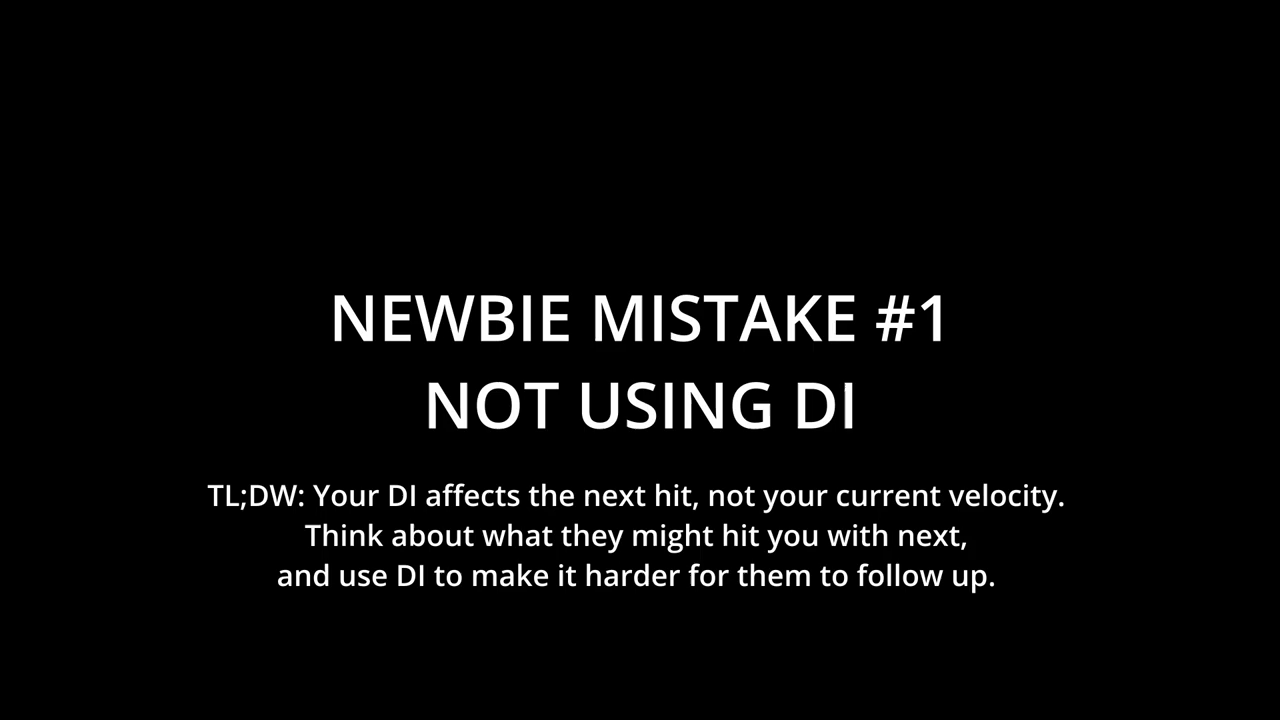 NEWBIE MISTAKE #1
NOT USING DI
TL;DW: Your DI affects the next hit, not your current velocity.
Think about what they might hit you with next,
and use DI to make it harder for them to follow up.